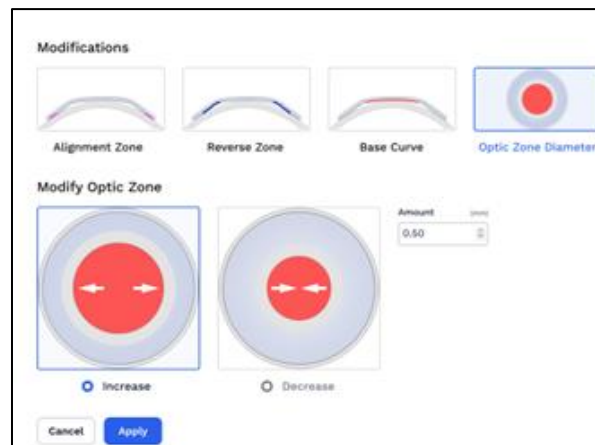 Modifications
Alignment Zone Reverse Zone Base Curve Optic Zone Diameter
Modify Optic Zone
Amount (mm)
0.50
Increase Decrease
Cancel Apply